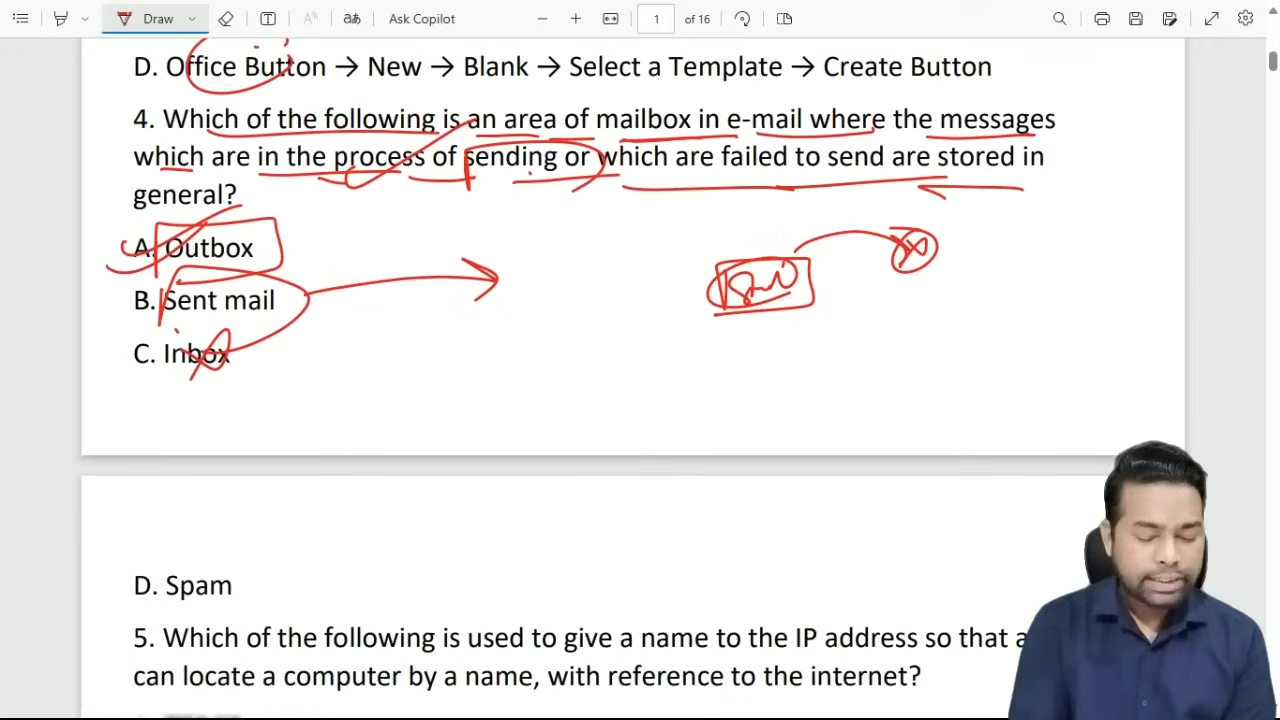 Draw
Ask Copilot
1
of 16
D. Office Button → New → Blank → Select a Template → Create Button
4. Which of the following is an area of mailbox in e-mail where the messages
which are in the process of sending or which are failed to send are stored in
general?
A. Outbox
B. Sent mail
C. Inbox
D. Spam
5. Which of the following is used to give a name to the IP address so that a
can locate a computer by a name, with reference to the internet?